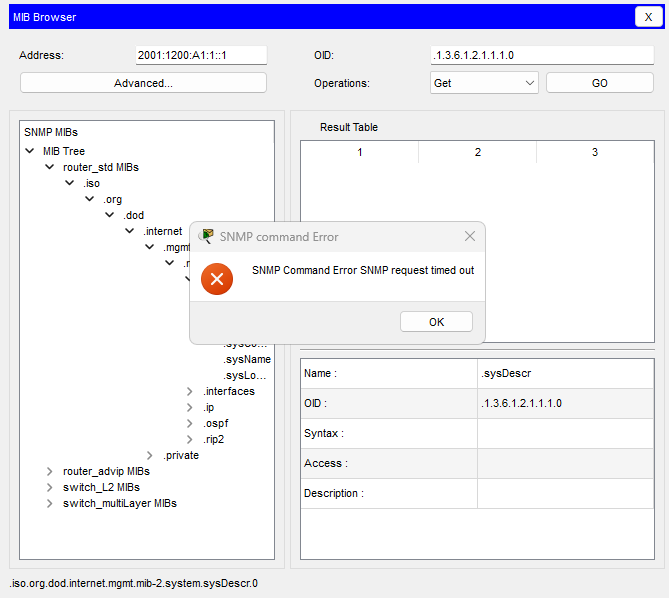 MIB Browser X
Address: 2001:1200:A1:1::1 OID: .1.3.6.1.2.1.1.1.0
Advanced... Operations: Get GO
SNMP MIBs
MIB Tree
router_std MIBs
.iso
.org
.dod
.internet
.mgmt
.sysName
.sysLo...
.interfaces
.ip
.ospf
.rip2
.private
router_advip MIBs
switch_L2 MIBs
switch_multiLayer MIBs
Result Table
1 2 3
SNMP command Error
SNMP Command Error SNMP request timed out
OK
Name : .sysDescr
OID : .1.3.6.1.2.1.1.1.0
Syntax :
Access :
Description :
.iso.org.dod.internet.mgmt.mib-2.system.sysDescr.0